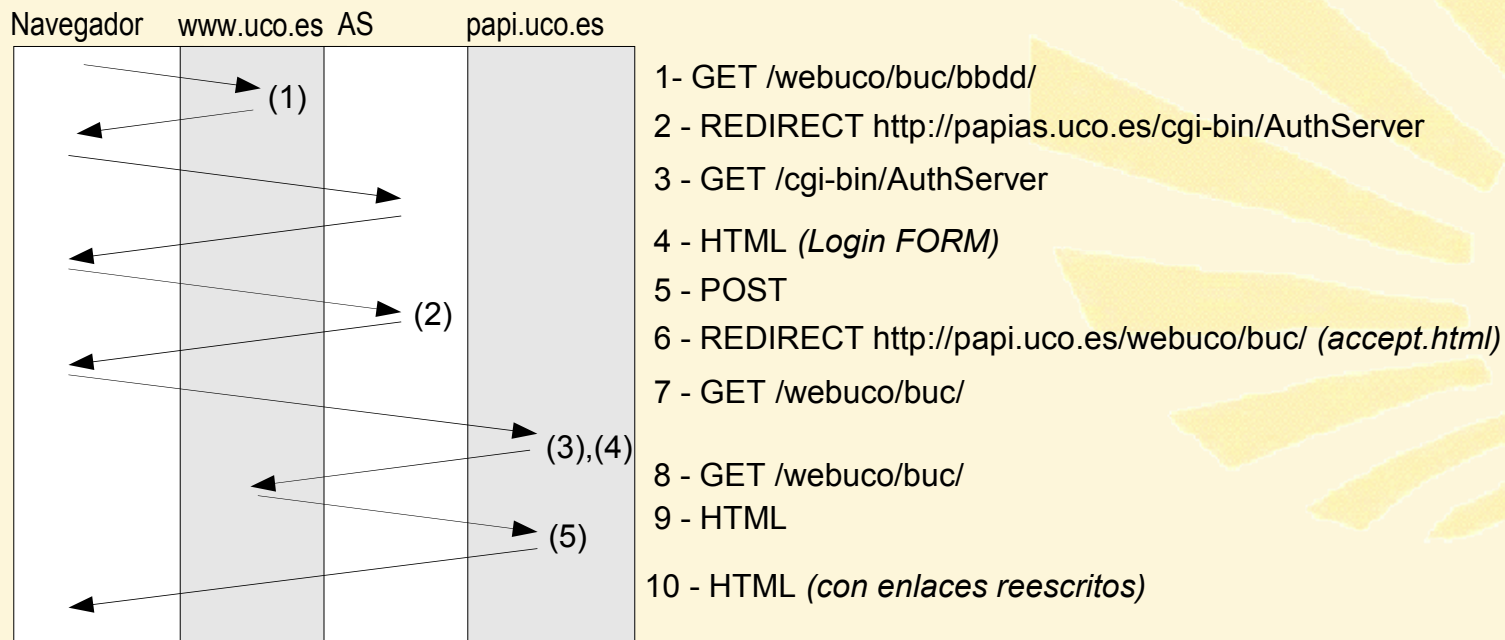 Navegador www.uco.es AS papi.uco.es
(1)
(2)
(3),(4)
(5)
1- GET /webuco/buc/bbdd/
2 - REDIRECT http://papias.uco.es/cgi-bin/AuthServer
3 - GET /cgi-bin/AuthServer
4 - HTML (Login FORM)
5 - POST
6 - REDIRECT http://papi.uco.es/webuco/buc/ (accept.html)
7 - GET /webuco/buc/
8 - GET /webuco/buc/
9 - HTML
10 - HTML (con enlaces reescritos)